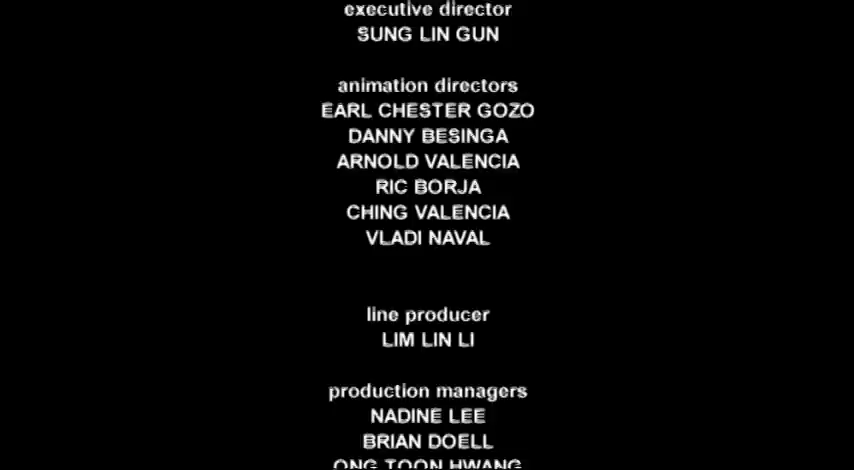 executive director
SUNG LIN GUN
animation directors
EARL CHESTER GOZO
DANNY BESINGA
ARNOLD VALENCIA
RIC BORJA
CHING VALENCIA
VLADI NAVAL
line producer
LIM LIN LI
production managers
NADINE LEE
BRIAN DOELL
ONG TOON HWANG